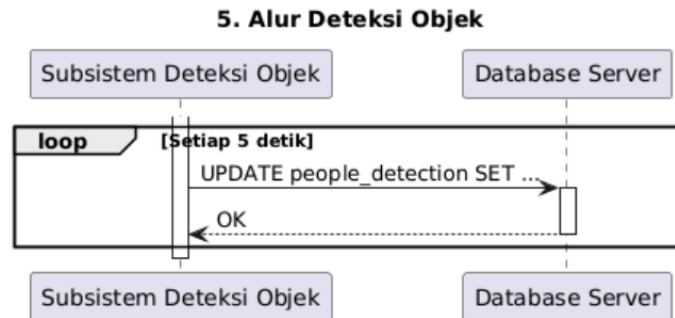 5. Alur Deteksi Objek
Subsistem Deteksi Objek
Database Server
loop
[Setiap 5 detik]
UPDATE people_detection SET ...
OK
Subsistem Deteksi Objek
Database Server